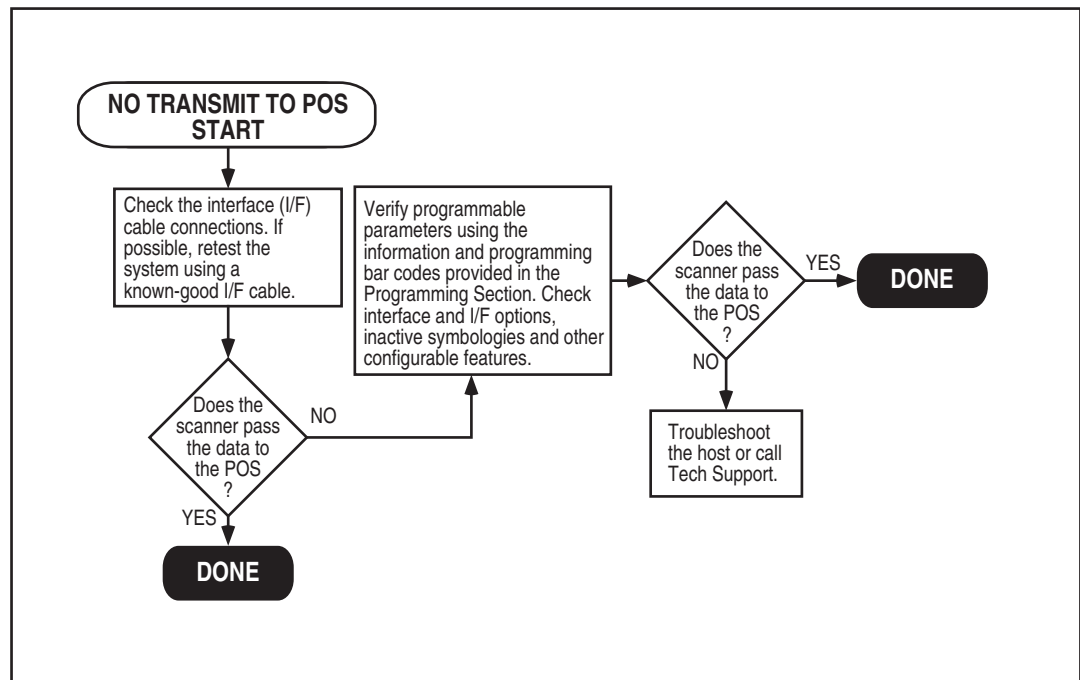 NO TRANSMIT TO POS
START
Check the interface (I/F)
cable connections. If
possible, retest the
system using a
known-good I/F cable.
Does the
scanner pass
the data to
the POS
?
NO
YES
DONE
Verify programmable
parameters using the
information and programming
bar codes provided in the
Programming Section. Check
interface and I/F options,
inactive symbologies and other
configurable features.
Does the
scanner pass
the data to
the POS
?
YES
DONE
NO
Troubleshoot
the host or call
Tech Support.